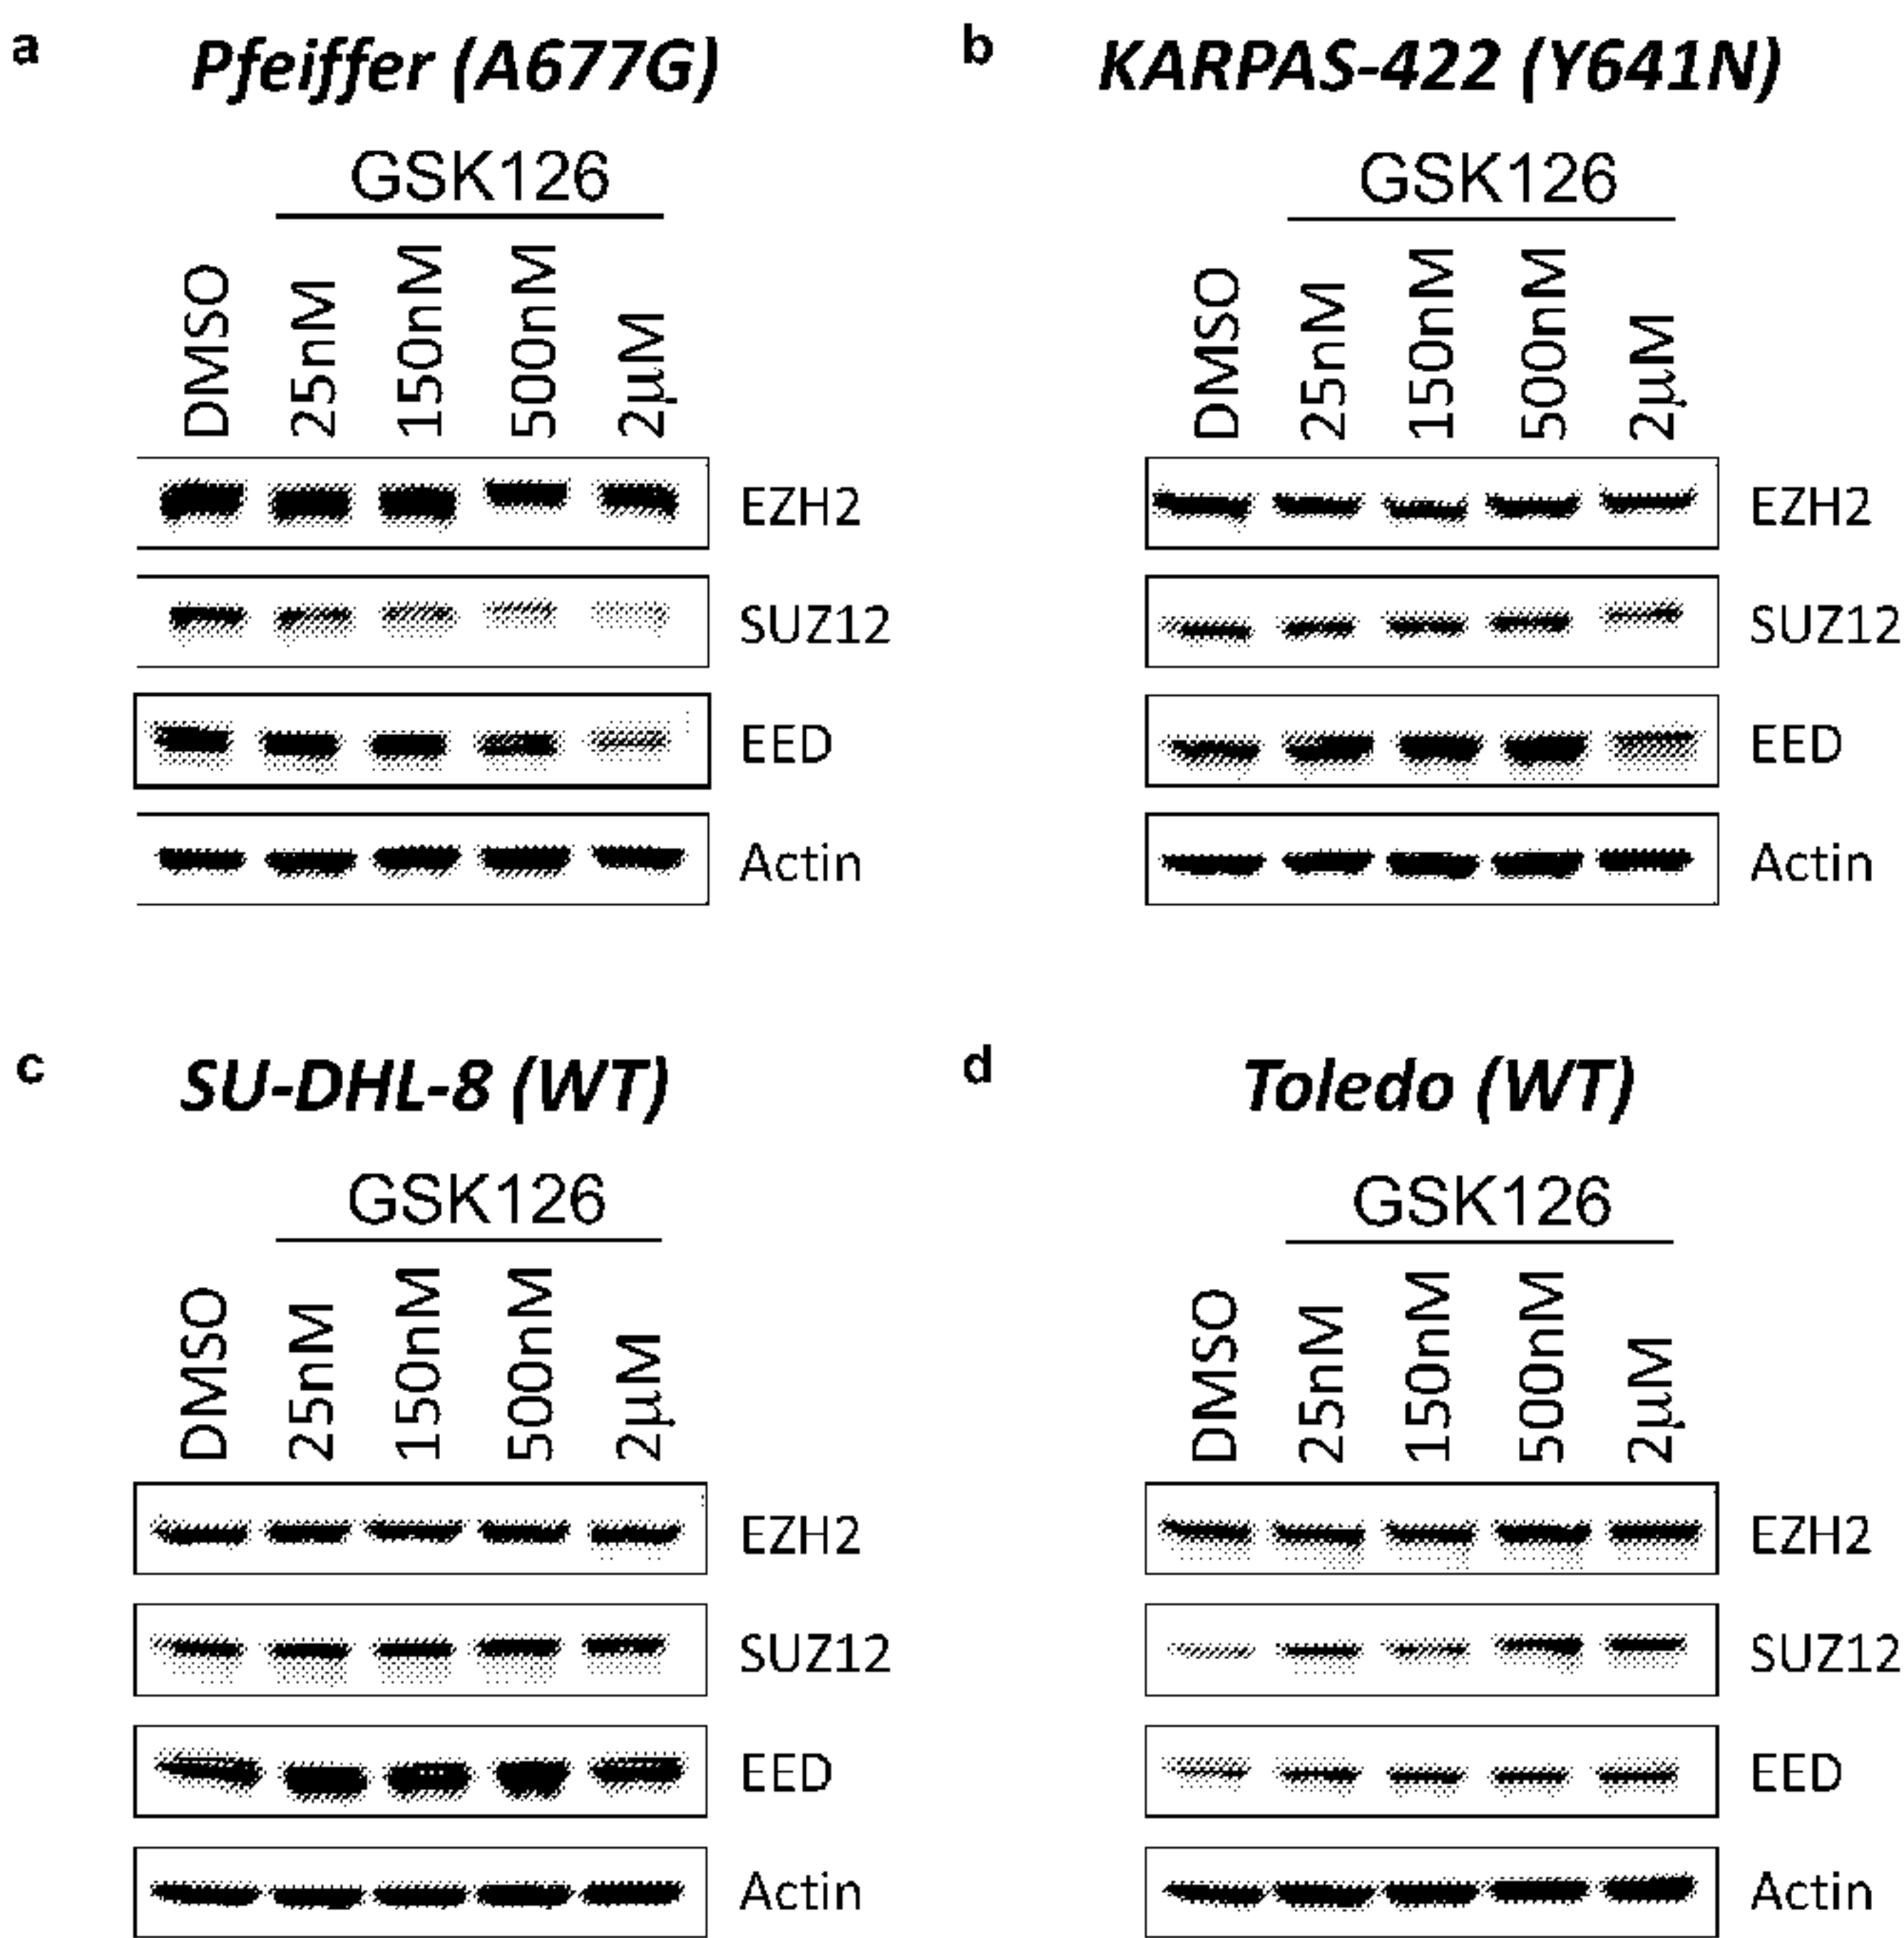 a
Pfeiffer (A677G)
GSK126
DMSO
25nM
150nM
500nM
2µM
EZH2
SUZ12
EED
Actin
b
KARPAS-422 (Y641N)
GSK126
DMSO
25nM
150nM
500nM
2µM
EZH2
SUZ12
EED
Actin
c
SU-DHL-8 (WT)
GSK126
DMSO
25nM
150nM
500nM
2µM
EZH2
SUZ12
EED
Actin
d
Toledo (WT)
GSK126
DMSO
25nM
150nM
500nM
2µM
EZH2
SUZ12
EED
Actin